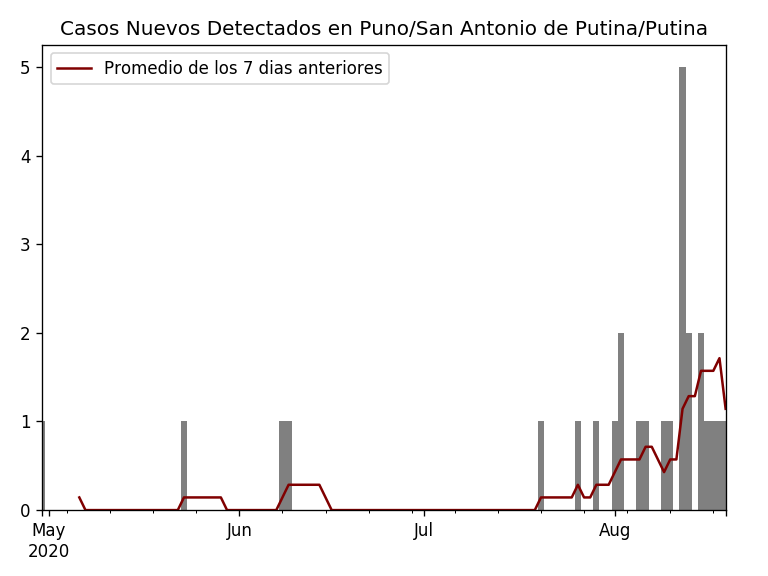 Casos Nuevos Detectados en Puno/San Antonio de Putina/Putina
Promedio de los 7 dias anteriores
5
4
3
2
1
0
May Jun Jul Aug
2020